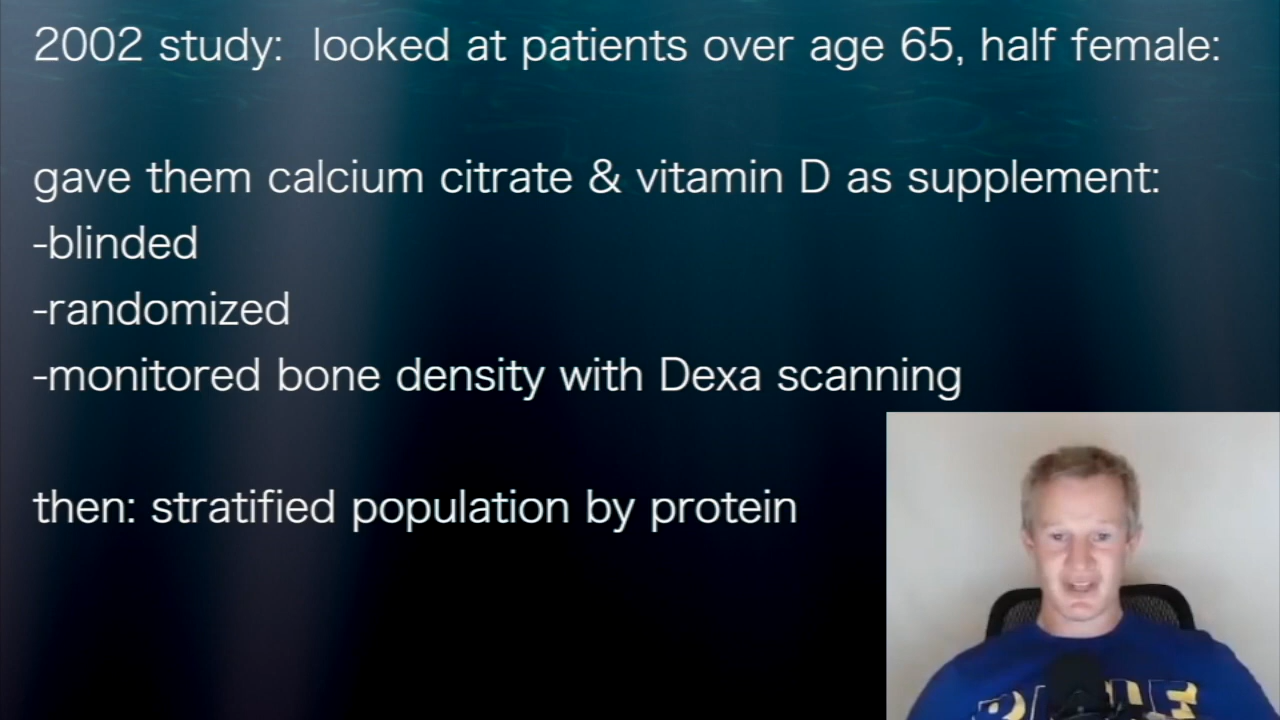 2002 study: looked at patients over age 65, half female:
gave them calcium citrate & vitamin D as supplement:
-blinded
-randomized
-monitored bone density with Dexa scanning
then: stratified population by protein